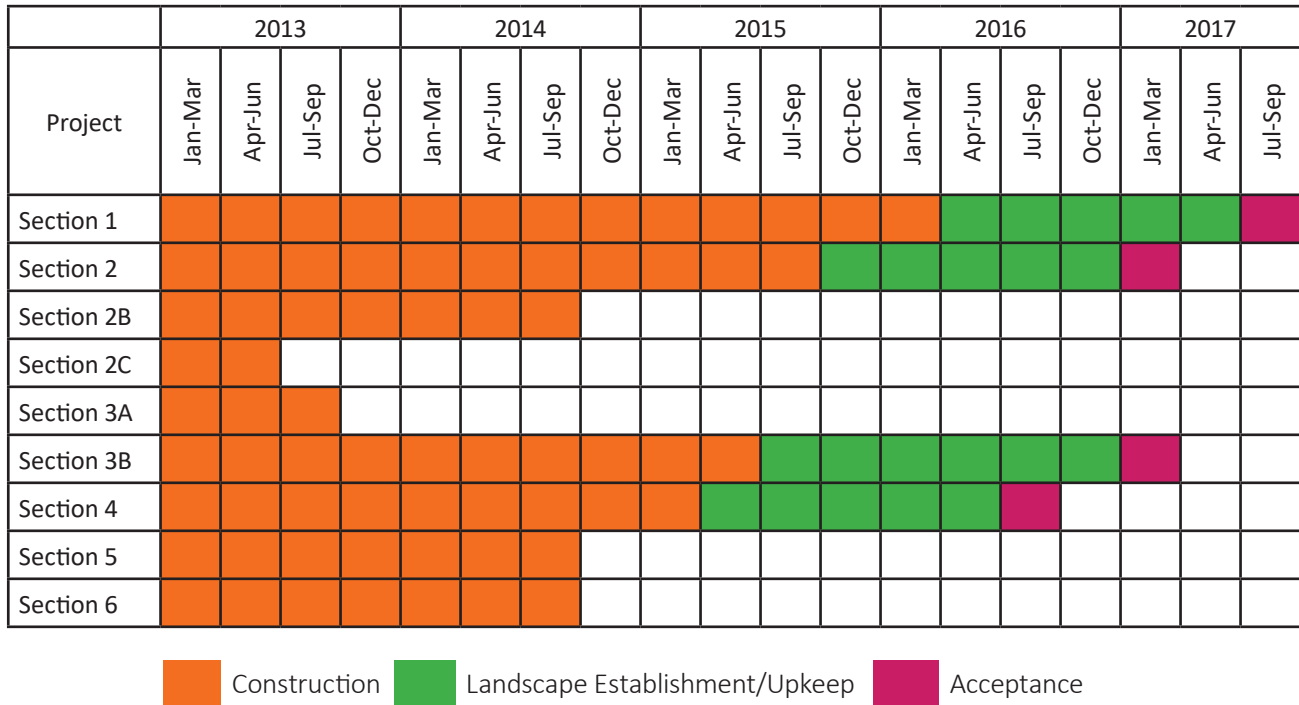 2013 2014 2015 2016 2017
Project Jan-Mar Apr-Jun Jul-Sep Oct-Dec Jan-Mar Apr-Jun Jul-Sep Oct-Dec Jan-Mar Apr-Jun Jul-Sep Oct-Dec Jan-Mar Apr-Jun Jul-Sep Oct-Dec Jan-Mar Apr-Jun Jul-Sep
Section 1
Section 2
Section 2B
Section 2C
Section 3A
Section 3B
Section 4
Section 5
Section 6
Construction Landscape Establishment/Upkeep Acceptance